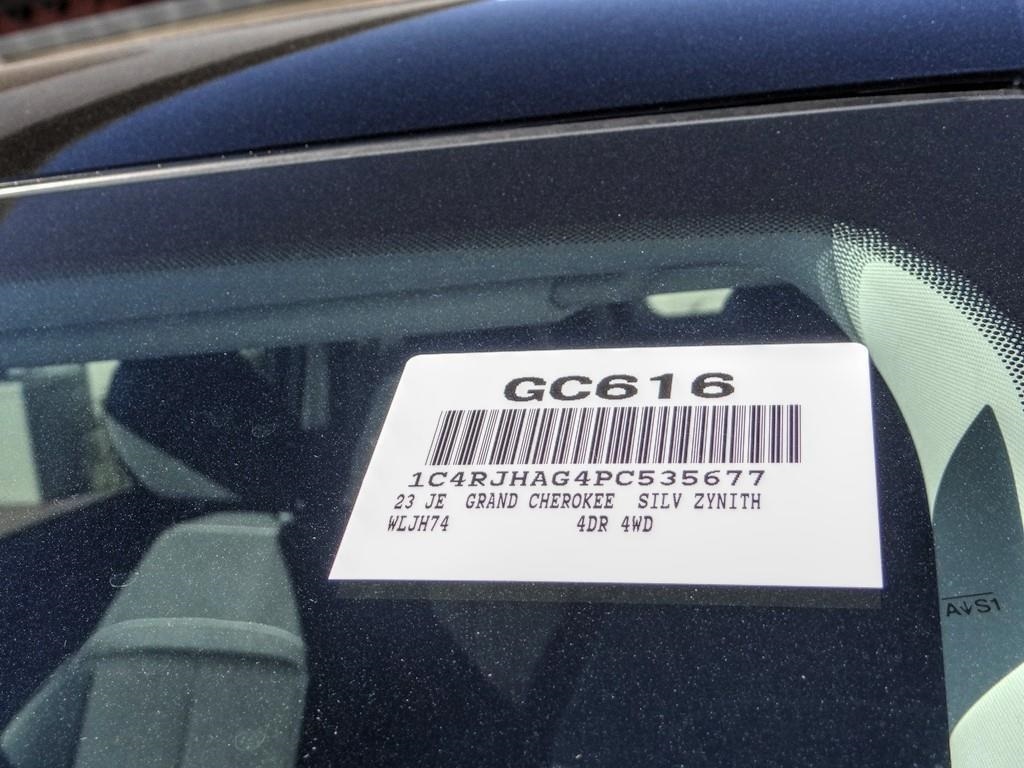 GC616
1C4RJHAG4PC535677
23 JE GRAND CHEROKEE SILV ZYNITH
WLJH74 4DR 4WD
A↓S1